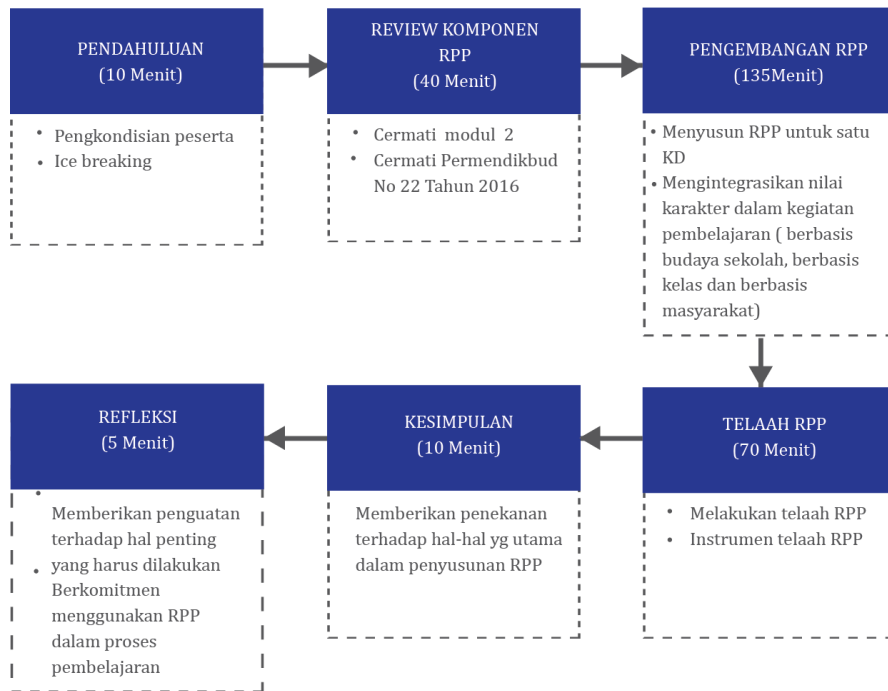 PENDAHULUAN
(10 Menit)
• Pengkondisian peserta
• Ice breaking
REVIEW KOMPONEN
RPP
(40 Menit)
• Cermati modul 2
• Cermati Permendikbud
No 22 Tahun 2016
PENGEMBANGAN RPP
(135Menit)
• Menyusun RPP untuk satu
KD
• Mengintegrasikan nilai
karakter dalam kegiatan
pembelajaran ( berbasis
budaya sekolah, berbasis
kelas dan berbasis
masyarakat)
TELAAH RPP
(70 Menit)
• Melakukan telaah RPP
• Instrumen telaah RPP
KESIMPULAN
(10 Menit)
Memberikan penekanan
terhadap hal-hal yg utama
dalam penyusunan RPP
REFLEKSI
(5 Menit)
• Memberikan penguatan
terhadap hal penting
yang harus dilakukan
• Berkomitmen
menggunakan RPP
dalam proses
pembelajaran